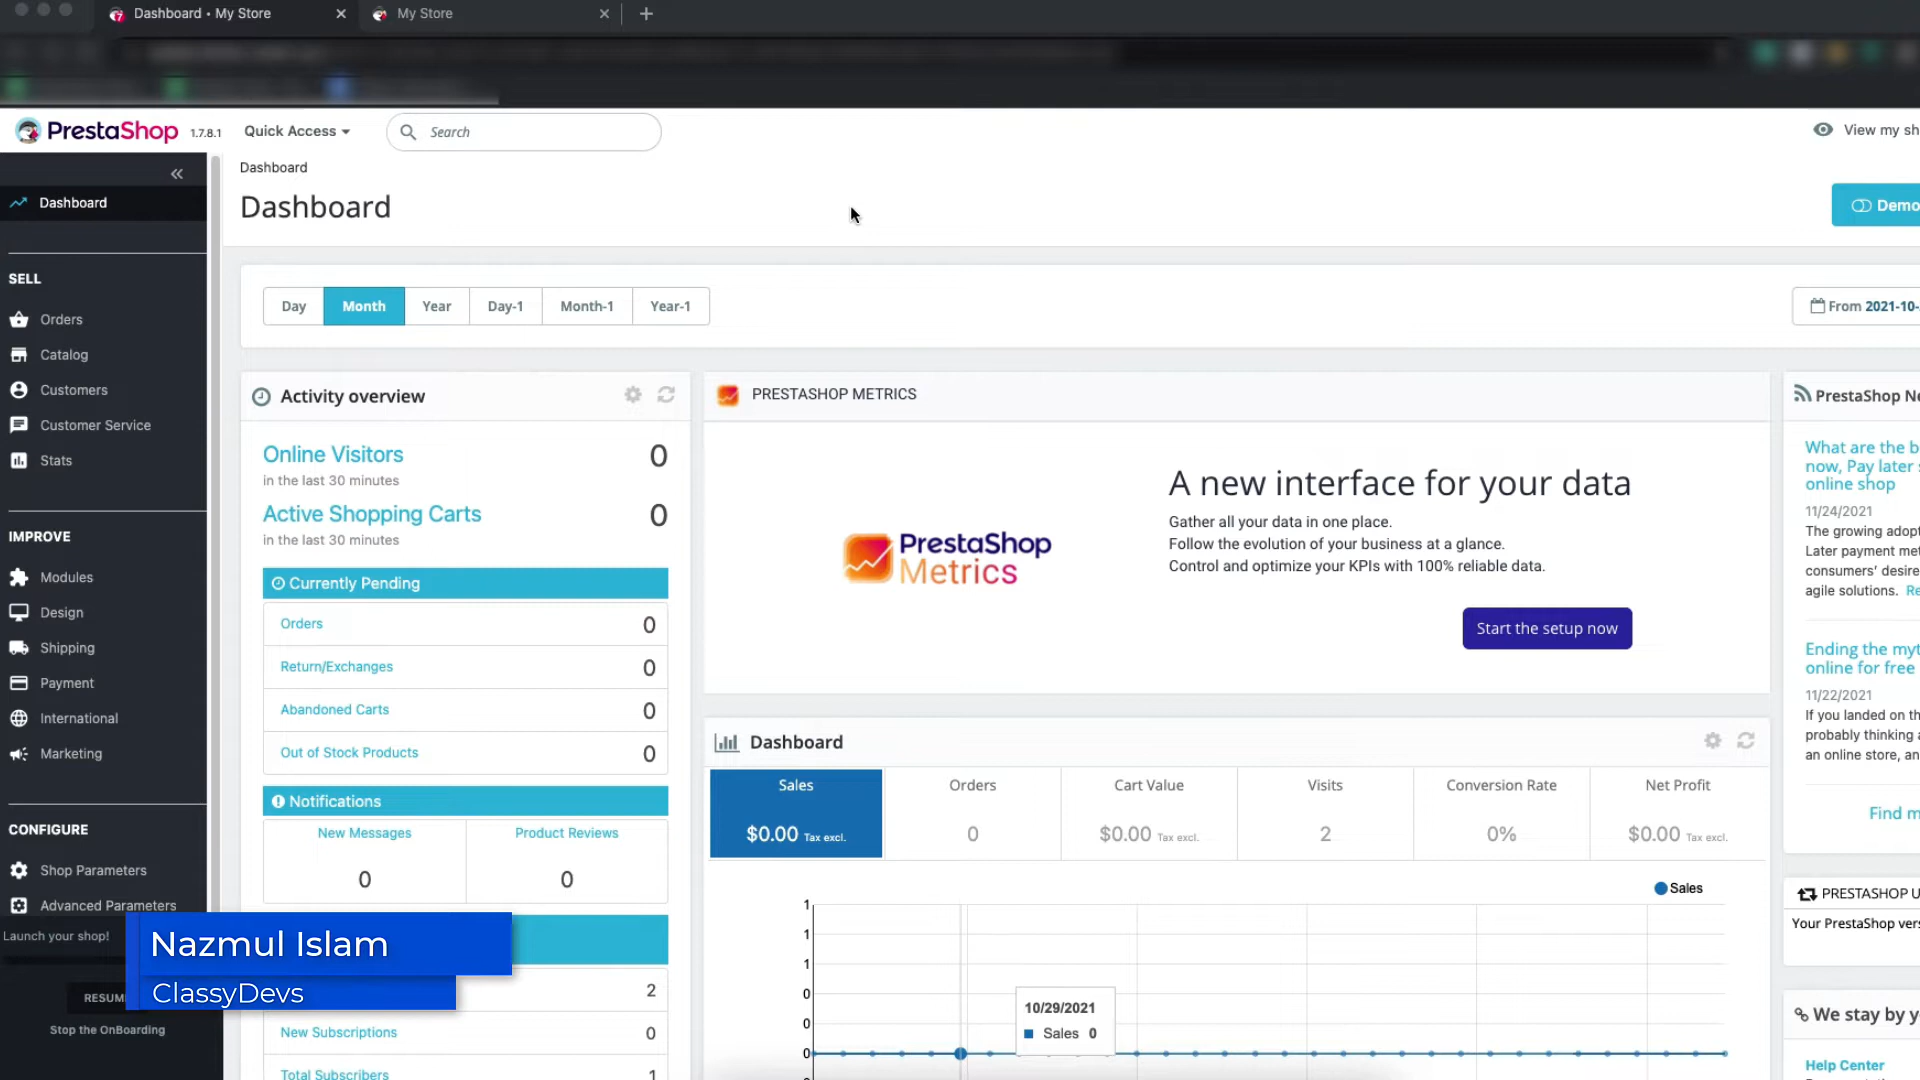 Dashboard • My Store
My Store
PrestaShop 1.7.8.1
Quick Access
Search
View my sh
Dashboard
Dashboard
Demo
Dashboard
SELL
Orders
Catalog
Customers
Customer Service
Stats
IMPROVE
Modules
Design
Shipping
Payment
International
Marketing
CONFIGURE
Shop Parameters
Advanced Parameters
Launch your shop!
RESUM
Stop the OnBoarding
Nazmul Islam
ClassyDevs
Day Month Year Day-1 Month-1 Year-1
From 2021-10-
Activity overview
Online Visitors 0
in the last 30 minutes
Active Shopping Carts 0
in the last 30 minutes
Currently Pending
Orders 0
Return/Exchanges 0
Abandoned Carts 0
Out of Stock Products 0
Notifications
New Messages Product Reviews
0 0
2
New Subscriptions 0
Total Subscribers 1
PRESTASHOP METRICS
PrestaShop
Metrics
A new interface for your data
Gather all your data in one place.
Follow the evolution of your business at a glance.
Control and optimize your KPIs with 100% reliable data.
Start the setup now
Dashboard
Sales Orders Cart Value Visits Conversion Rate Net Profit
$0.00 Tax excl. 0 $0.00 Tax excl. 2 0% $0.00 Tax excl.
Sales
1
1
1
0
0
0
10/29/2021
Sales 0
PrestaShop Ne
What are the b
now, Pay later s
online shop
11/24/2021
The growing adopt
Later payment met
consumers' desire
agile solutions. Re
Ending the myt
online for free
11/22/2021
If you landed on th
probably thinking a
an online store, an
Find m
PRESTASHOP U
Your PrestaShop vers
We stay by y
Help Center